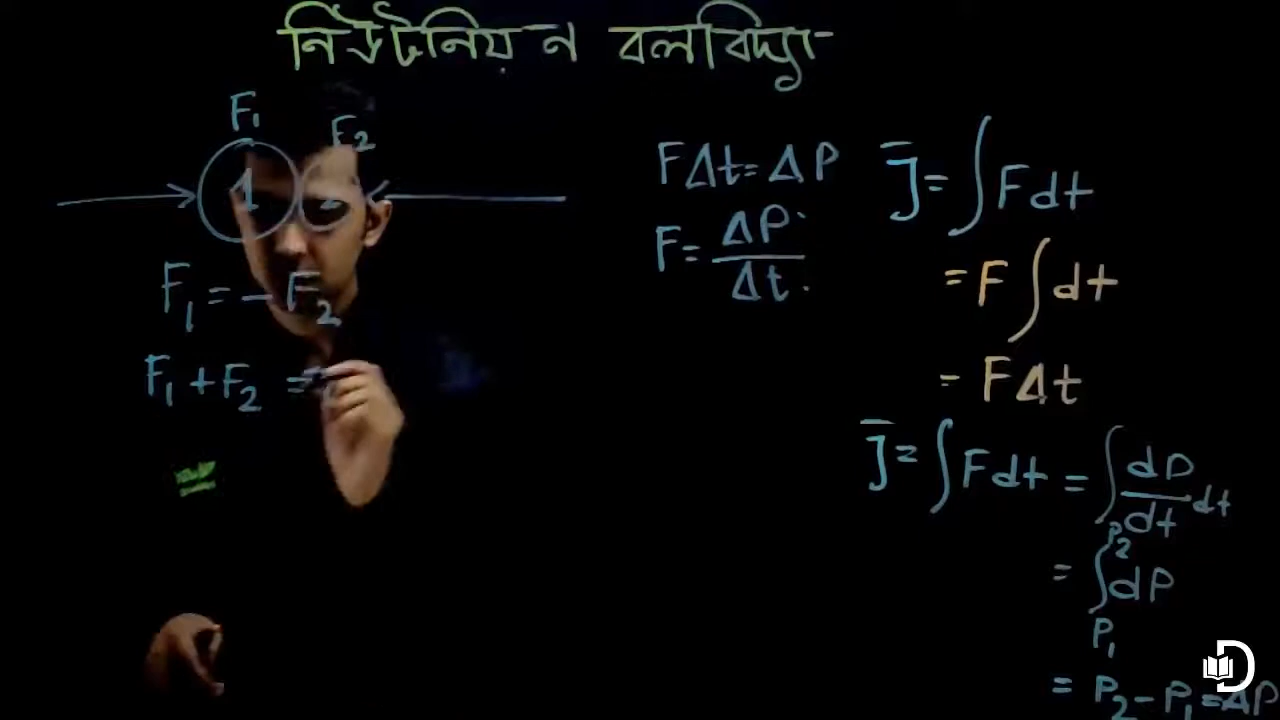 নিউটনিয়ন বলবিদ্যা
F₁
F₂
1
2
F₁ = - F₂
F₁ + F₂ =
FΔt = ΔP
F = ΔP/Δt
J̅ = ∫Fdt
= F∫dt
= FΔt
J̅ = ∫Fdt = ∫dP/dt dt
= ∫_{P₁}^{P₂} dP
= P₂ - P₁ = ΔP
D